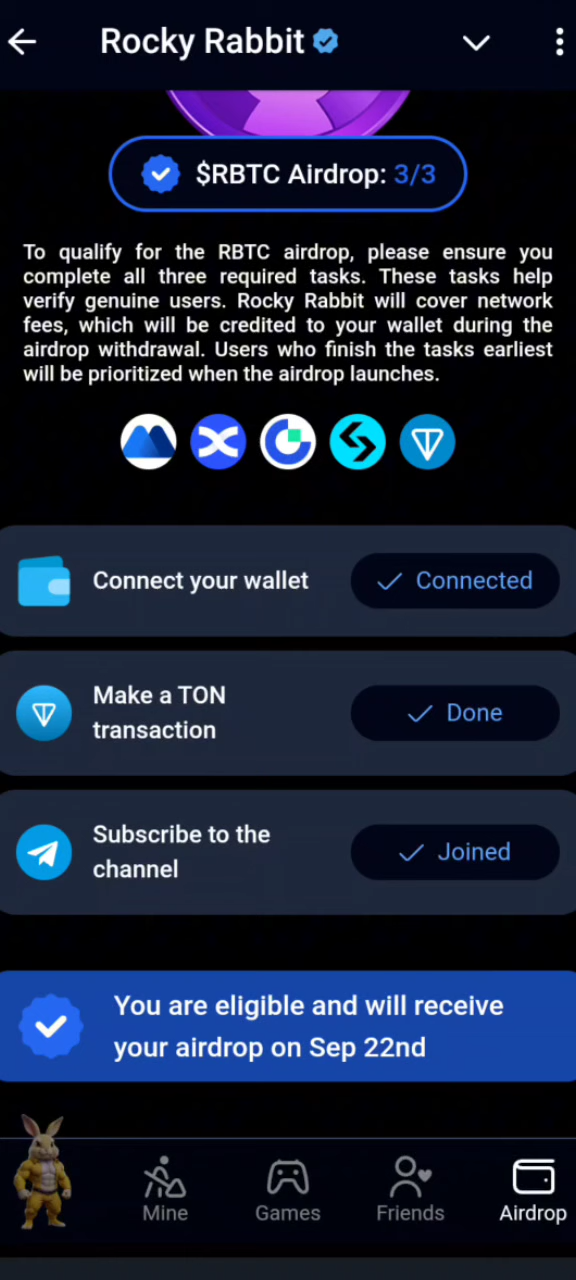 Rocky Rabbit
$RBTC Airdrop: 3/3
To qualify for the RBTC airdrop, please ensure you
complete all three required tasks. These tasks help
verify genuine users. Rocky Rabbit will cover network
fees, which will be credited to your wallet during the
airdrop withdrawal. Users who finish the tasks earliest
will be prioritized when the airdrop launches.
Connect your wallet
Connected
Make a TON
transaction
Done
Subscribe to the
channel
Joined
You are eligible and will receive
your airdrop on Sep 22nd
Mine
Games
Friends
Airdrop